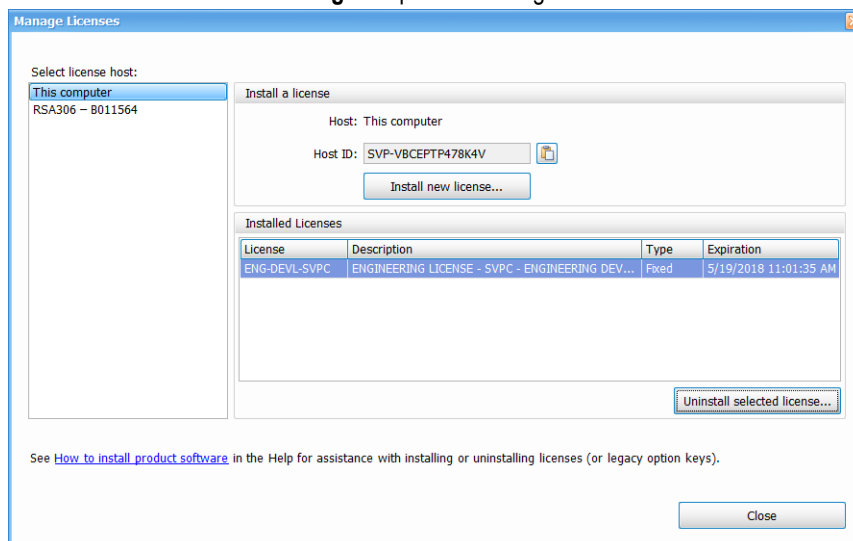 Manage Licenses
Select license host:
This computer
RSA306 – B011564
Install a license
Host: This computer
Host ID: SVP-VBCEPTP478K4V
Install new license...
Installed Licenses
License Description Type Expiration
ENG-DEVL-SVPC ENGINEERING LICENSE - SVPC - ENGINEERING DEV... Fixed 5/19/2018 11:01:35 AM
Uninstall selected license...
See How to install product software in the Help for assistance with installing or uninstalling licenses (or legacy option keys).
Close